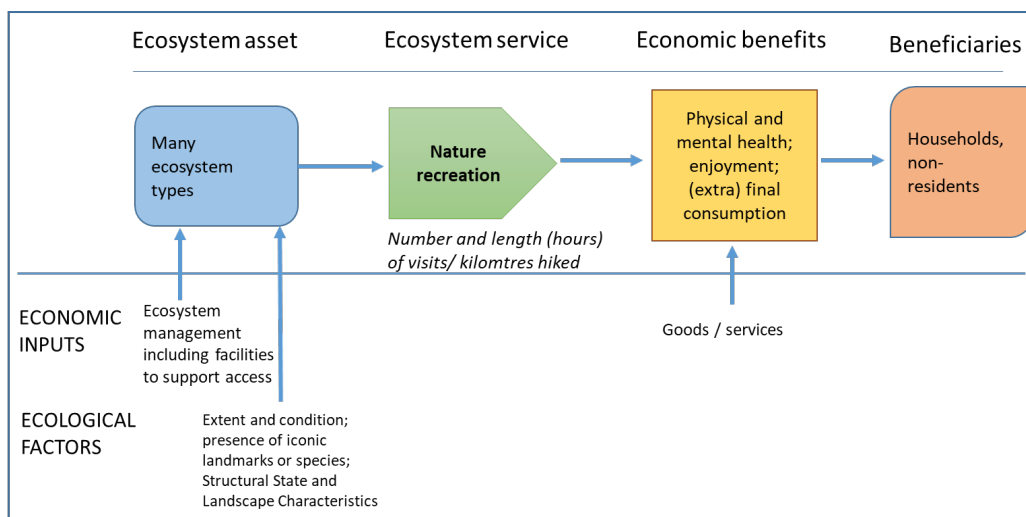 Ecosystem asset
Ecosystem service
Economic benefits
Beneficiaries
Many
ecosystem
types
Nature
recreation
Physical and
mental health;
enjoyment;
(extra) final
consumption
Households,
non-
residents
Number and length (hours)
of visits/ kilomtres hiked
ECONOMIC
INPUTS
Ecosystem
management
including facilities
to support access
Goods / services
ECOLOGICAL
FACTORS
Extent and condition;
presence of iconic
landmarks or species;
Structural State and
Landscape Characteristics